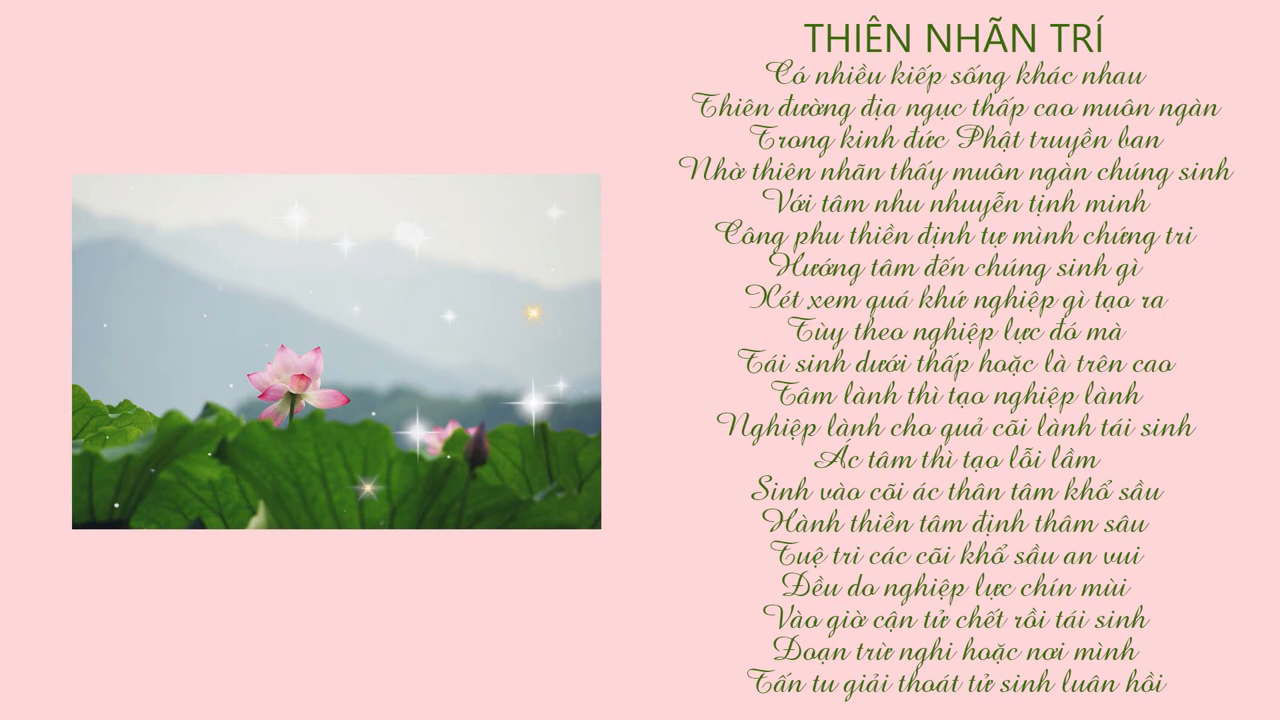 THIÊN NHÃN TRÍ
Có nhiều kiếp sống khác nhau
Thiên đường địa ngục thấp cao muôn ngàn
Trong kinh đức Phật truyền ban
Nhờ thiên nhãn thấy muôn ngàn chúng sinh
Với tâm nhu nhuyễn tịnh minh
Công phu thiền định tự mình chứng tri
Hướng tâm đến chúng sinh gì
Xét xem quá khứ nghiệp gì tạo ra
Tùy theo nghiệp lực đó mà
Tái sinh dưới thấp hoặc là trên cao
Tâm lành thì tạo nghiệp lành
Nghiệp lành cho quả cõi lành tái sinh
Ác tâm thì tạo lỗi lầm
Sinh vào cõi ác thân tâm khổ sầu
Hành thiền tâm định thâm sâu
Tuệ tri các cõi khổ sầu an vui
Đều do nghiệp lực chín mùi
Vào giờ cận tử chết rồi tái sinh
Đoạn trừ nghi hoặc nơi mình
Tấn tu giải thoát tử sinh luân hồi